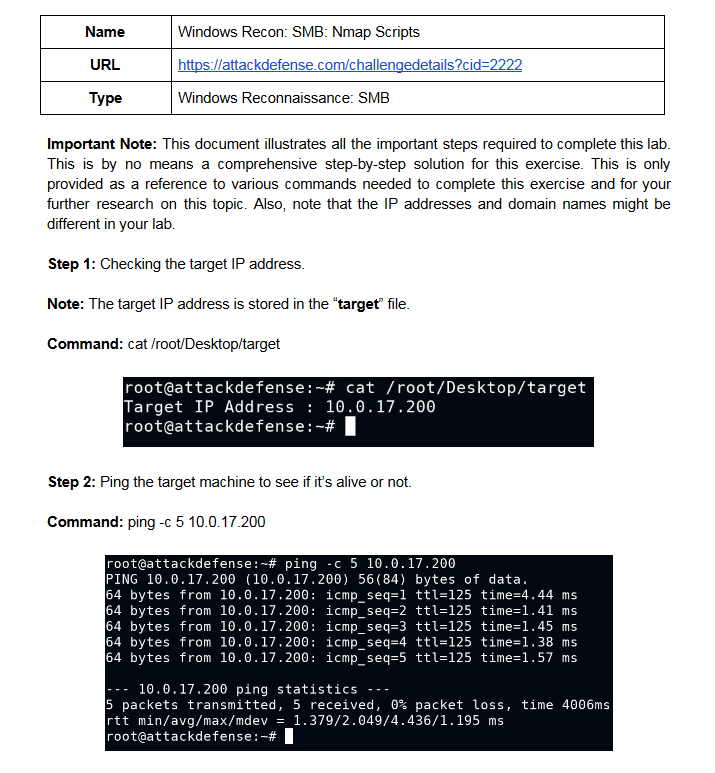 Name Windows Recon: SMB: Nmap Scripts
URL https://attackdefense.com/challengedetails?cid=2222
Type Windows Reconnaissance: SMB
Important Note: This document illustrates all the important steps required to complete this lab.
This is by no means a comprehensive step-by-step solution for this exercise. This is only
provided as a reference to various commands needed to complete this exercise and for your
further research on this topic. Also, note that the IP addresses and domain names might be
different in your lab.
Step 1: Checking the target IP address.
Note: The target IP address is stored in the “target” file.
Command: cat /root/Desktop/target
root@attackdefense:~# cat /root/Desktop/target
Target IP Address : 10.0.17.200
root@attackdefense:~#
Step 2: Ping the target machine to see if it’s alive or not.
Command: ping -c 5 10.0.17.200
root@attackdefense:~# ping -c 5 10.0.17.200
PING 10.0.17.200 (10.0.17.200) 56(84) bytes of data.
64 bytes from 10.0.17.200: icmp_seq=1 ttl=125 time=4.44 ms
64 bytes from 10.0.17.200: icmp_seq=2 ttl=125 time=1.41 ms
64 bytes from 10.0.17.200: icmp_seq=3 ttl=125 time=1.45 ms
64 bytes from 10.0.17.200: icmp_seq=4 ttl=125 time=1.38 ms
64 bytes from 10.0.17.200: icmp_seq=5 ttl=125 time=1.57 ms
--- 10.0.17.200 ping statistics ---
5 packets transmitted, 5 received, 0% packet loss, time 4006ms
rtt min/avg/max/mdev = 1.379/2.049/4.436/1.195 ms
root@attackdefense:~#